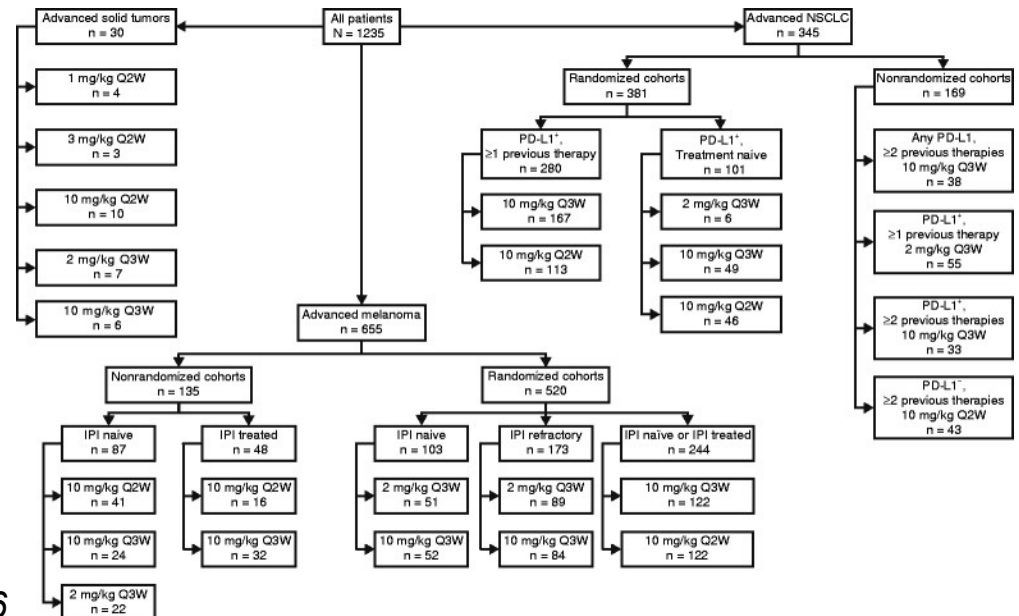 All patients
N = 1235
Advanced solid tumors
n = 30
1 mg/kg Q2W
n = 4
3 mg/kg Q2W
n = 3
10 mg/kg Q2W
n = 10
2 mg/kg Q3W
n = 7
10 mg/kg Q3W
n = 6
Advanced NSCLC
n = 345
Randomized cohorts
n = 381
PD-L1⁺,
≥1 previous therapy
n = 280
10 mg/kg Q3W
n = 167
10 mg/kg Q2W
n = 113
PD-L1⁺,
Treatment naive
n = 101
2 mg/kg Q3W
n = 6
10 mg/kg Q3W
n = 49
10 mg/kg Q2W
n = 46
Nonrandomized cohorts
n = 169
Any PD-L1,
≥2 previous therapies
10 mg/kg Q3W
n = 38
PD-L1⁺,
≥1 previous therapy
2 mg/kg Q3W
n = 55
PD-L1⁺,
≥2 previous therapies
10 mg/kg Q3W
n = 33
PD-L1⁻,
≥2 previous therapies
10 mg/kg Q2W
n = 43
Advanced melanoma
n = 655
Nonrandomized cohorts
n = 135
IPI naive
n = 87
10 mg/kg Q2W
n = 41
10 mg/kg Q3W
n = 24
2 mg/kg Q3W
n = 22
IPI treated
n = 48
10 mg/kg Q2W
n = 16
10 mg/kg Q3W
n = 32
Randomized cohorts
n = 520
IPI naive
n = 103
2 mg/kg Q3W
n = 51
10 mg/kg Q3W
n = 52
IPI refractory
n = 173
2 mg/kg Q3W
n = 89
10 mg/kg Q3W
n = 84
IPI naïve or IPI treated
n = 244
10 mg/kg Q3W
n = 122
10 mg/kg Q2W
n = 122
6